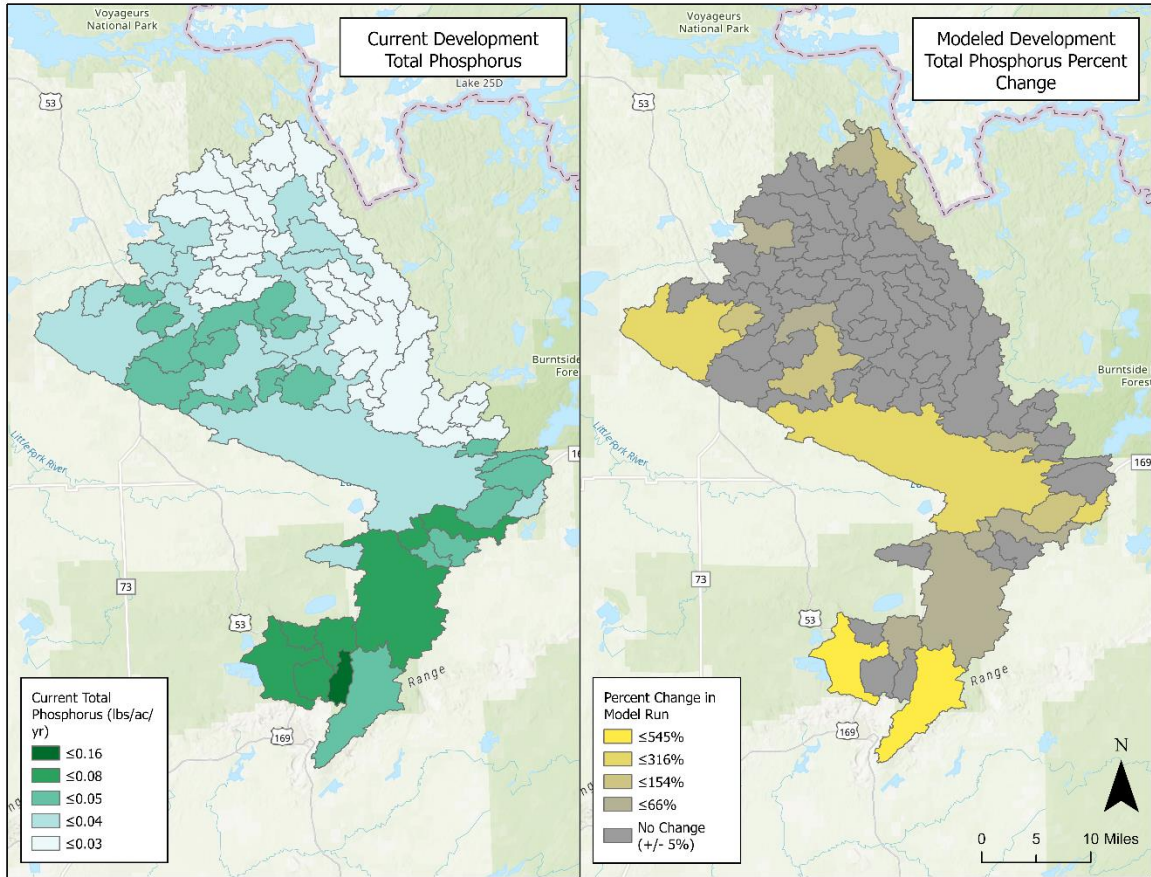 Voyageurs
National Park
Current Development
Total Phosphorus
Lake 25D
53
Little Fork River
169
73
53
Range
169
Current Total
Phosphorus (lbs/ac/
yr)
≤0.16
≤0.08
≤0.05
≤0.04
≤0.03
Voyageurs
National Park
Modeled Development
Total Phosphorus Percent
Change
53
Burntside
Forest
Little Fork River
169
73
53
Range
169
Percent Change in
Model Run
≤545%
≤316%
≤154%
≤66%
No Change
(+/- 5%)
N
0 5 10 Miles